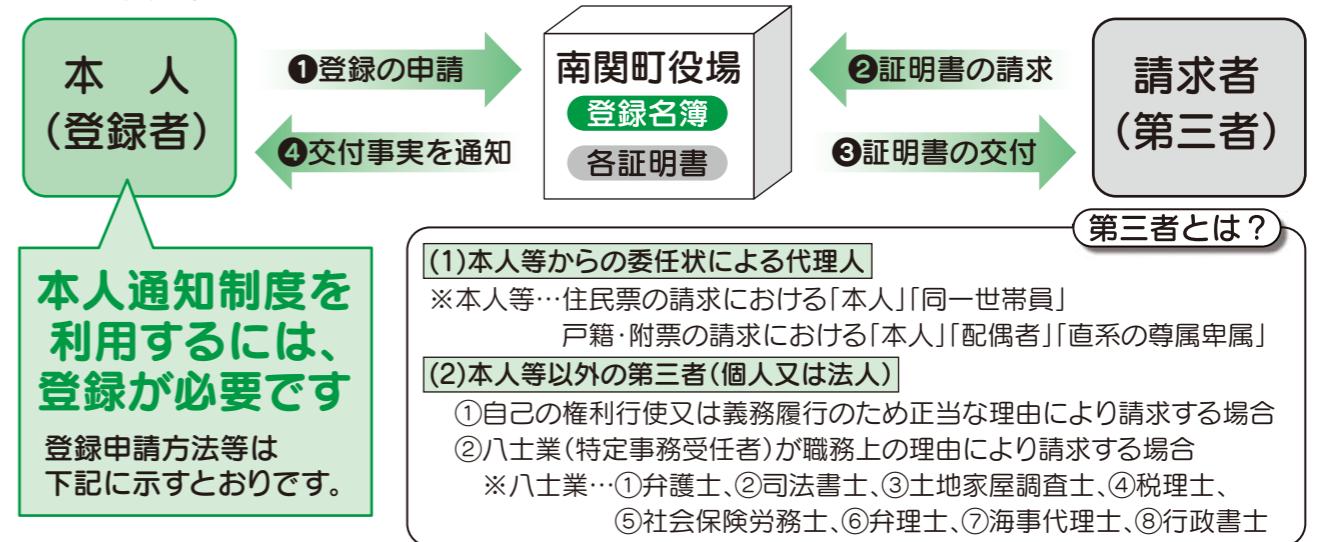 本 人
（登録者）
❶登録の申請
❹交付事実を通知
南関町役場
登録名簿
各証明書
❷証明書の請求
❸証明書の交付
請求者
（第三者）
本人通知制度を
利用するには、
登録が必要です
登録申請方法等は
下記に示すとおりです。
第三者とは？
(1)本人等からの委任状による代理人
※本人等…住民票の請求における「本人」「同一世帯員」
戸籍・附票の請求における「本人」「配偶者」「直系の尊属卑属」
(2)本人等以外の第三者（個人又は法人）
①自己の権利行使又は義務履行のため正当な理由により請求する場合
②八士業（特定事務受任者）が職務上の理由により請求する場合
※八士業…①弁護士、②司法書士、③土地家屋調査士、④税理士、
⑤社会保険労務士、⑥弁理士、⑦海事代理士、⑧行政書士